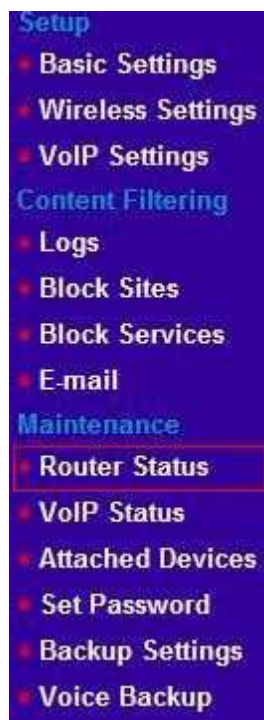 Setup
Basic Settings
Wireless Settings
VoIP Settings
Content Filtering
Logs
Block Sites
Block Services
E-mail
Maintenance
Router Status
VoIP Status
Attached Devices
Set Password
Backup Settings
Voice Backup